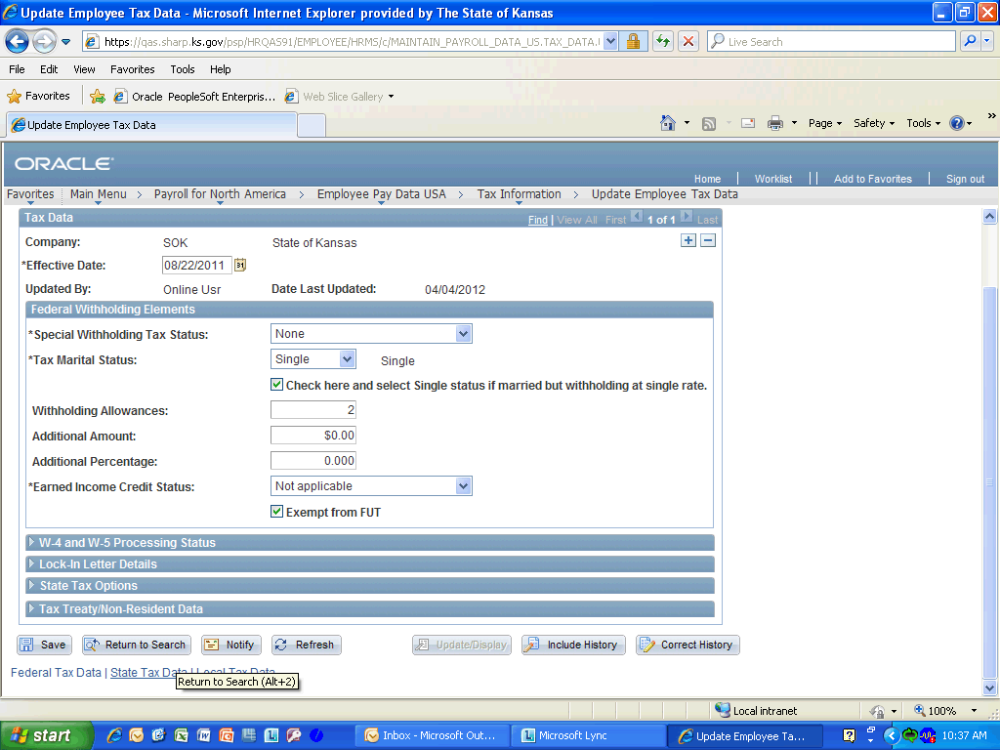 Update Employee Tax Data - Microsoft Internet Explorer provided by The State of Kansas
https://qas.sharp.ks.gov/psp/HRQAS91/EMPLOYEE/HRMS/c/MAINTAIN_PAYROLL_DATA_US.TAX_DATA. Live Search
File Edit View Favorites Tools Help
Favorites Oracle PeopleSoft Enterpris... Web Slice Gallery
Update Employee Tax Data Page Safety Tools »
ORACLE
Home | Worklist || Add to Favorites | Sign out
Favorites Main Menu > Payroll for North America > Employee Pay Data USA > Tax Information > Update Employee Tax Data
Tax Data Find | View All First 1 of 1 Last
Company: SOK State of Kansas
*Effective Date: 08/22/2011 31
Updated By: Online Usr Date Last Updated: 04/04/2012
Federal Withholding Elements
*Special Withholding Tax Status: None
*Tax Marital Status: Single Single
Check here and select Single status if married but withholding at single rate.
Withholding Allowances: 2
Additional Amount: $0.00
Additional Percentage: 0.000
*Earned Income Credit Status: Not applicable
Exempt from FUT
W-4 and W-5 Processing Status
Lock-In Letter Details
State Tax Options
Tax Treaty/Non-Resident Data
Save Return to Search Notify Refresh Update/Display Include History Correct History
Federal Tax Data | State Tax Data | Local Tax Data
Return to Search (Alt+2)
Local intranet 100%
start Inbox - Microsoft Out... Microsoft Lync Update Employee Ta... 10:37 AM